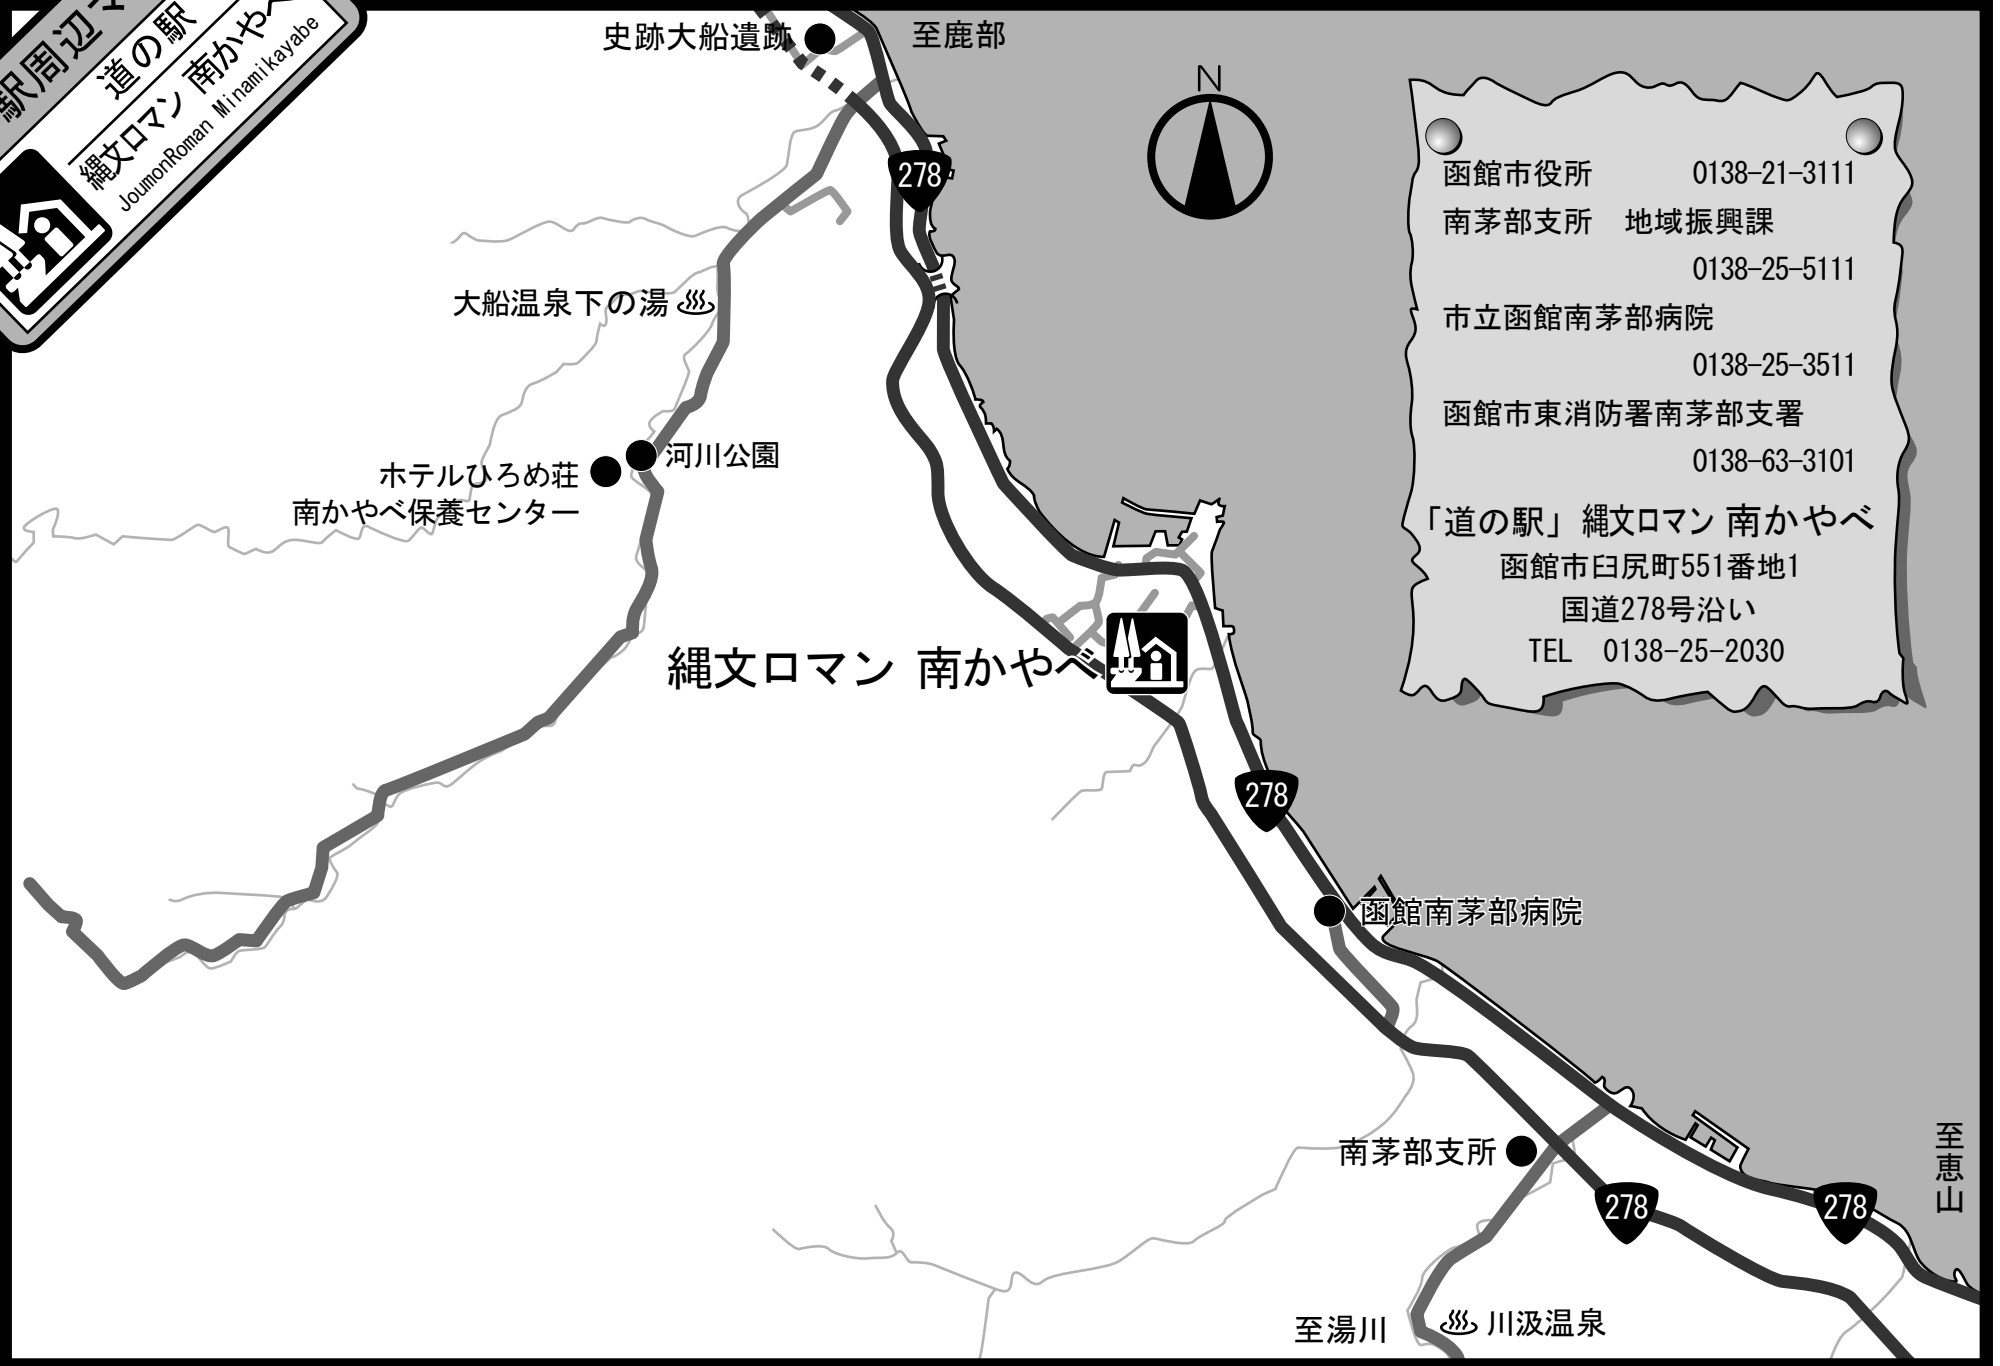 駅周辺マ
道の駅
縄文ロマン 南かやべ
JoumonRoman Minamikayabe
史跡大船遺跡
至鹿部
N
278
大船温泉下の湯
河川公園
ホテルひろめ荘
南かやべ保養センター
縄文ロマン 南かやべ
278
函館南茅部病院
南茅部支所
278
278
至恵山
至湯川
川汲温泉
函館市役所 0138-21-3111
南茅部支所 地域振興課
0138-25-5111
市立函館南茅部病院
0138-25-3511
函館市東消防署南茅部支署
0138-63-3101
「道の駅」縄文ロマン 南かやべ
函館市臼尻町551番地1
国道278号沿い
TEL 0138-25-2030